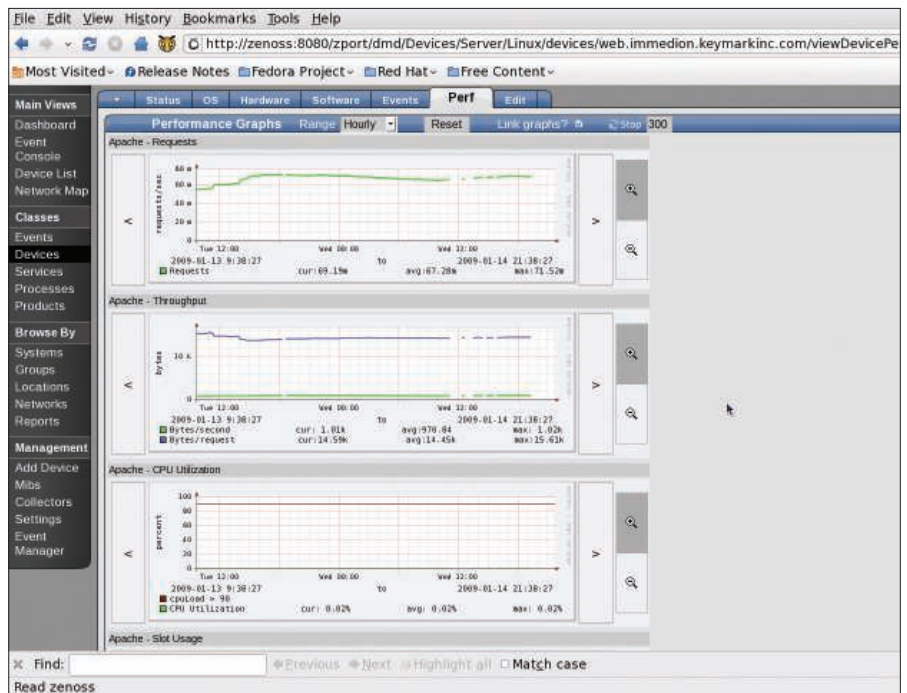 File Edit View History Bookmarks Tools Help
http://zenoss:8080/zport/dmd/Devices/Server/Linux/devices/web.immedion.keymarkinc.com/viewDevicePe
Most Visited Release Notes Fedora Project Red Hat Free Content
Main Views
Dashboard
Event
Console
Device List
Network Map
Classes
Events
Devices
Services
Processes
Products
Browse By
Systems
Groups
Locations
Networks
Reports
Management
Add Device
Mibs
Collectors
Settings
Event
Manager
Status OS Hardware Software Events Perf Edit
Performance Graphs Range Hourly Reset Link graphs? Stop 300
Apache - Requests
requests/sec
80 m
60 m
40 m
20 m
0
Tue 12:00 Wed 00:00 Wed 12:00
2009-01-13 9:38:27 to 2009-01-14 21:38:27
Requests cur:69.19m avg:67.28m max:71.52m
Apache - Throughput
bytes
10 k
0
Tue 12:00 Wed 00:00 Wed 12:00
2009-01-13 9:38:27 to 2009-01-14 21:38:27
Bytes/second cur: 1.01k avg:970.84 max: 1.02k
Bytes/request cur:14.59k avg:14.45k max:15.61k
Apache - CPU Utilization
percent
100
80
60
40
20
0
Tue 12:00 Wed 00:00 Wed 12:00
2009-01-13 9:38:27 to 2009-01-14 21:38:27
cpuLoad > 90
CPU Utilization cur: 0.02% avg: 0.02% max: 0.02%
Apache - Slot Usage
Find: Previous Next Highlight all Match case
Read zenoss